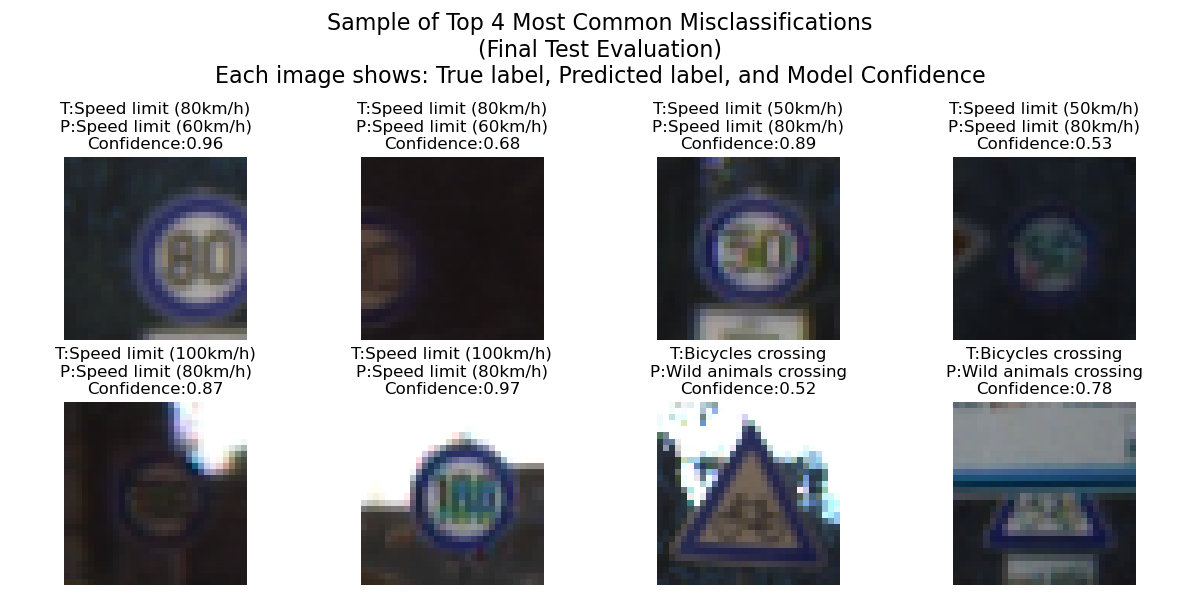 Sample of Top 4 Most Common Misclassifications
(Final Test Evaluation)
Each image shows: True label, Predicted label, and Model Confidence
T:Speed limit (80km/h)
P:Speed limit (60km/h)
Confidence:0.96
80
T:Speed limit (80km/h)
P:Speed limit (60km/h)
Confidence:0.68
T:Speed limit (50km/h)
P:Speed limit (80km/h)
Confidence:0.89
50
T:Speed limit (50km/h)
P:Speed limit (80km/h)
Confidence:0.53
T:Speed limit (100km/h)
P:Speed limit (80km/h)
Confidence:0.87
T:Speed limit (100km/h)
P:Speed limit (80km/h)
Confidence:0.97
100
T:Bicycles crossing
P:Wild animals crossing
Confidence:0.52
T:Bicycles crossing
P:Wild animals crossing
Confidence:0.78